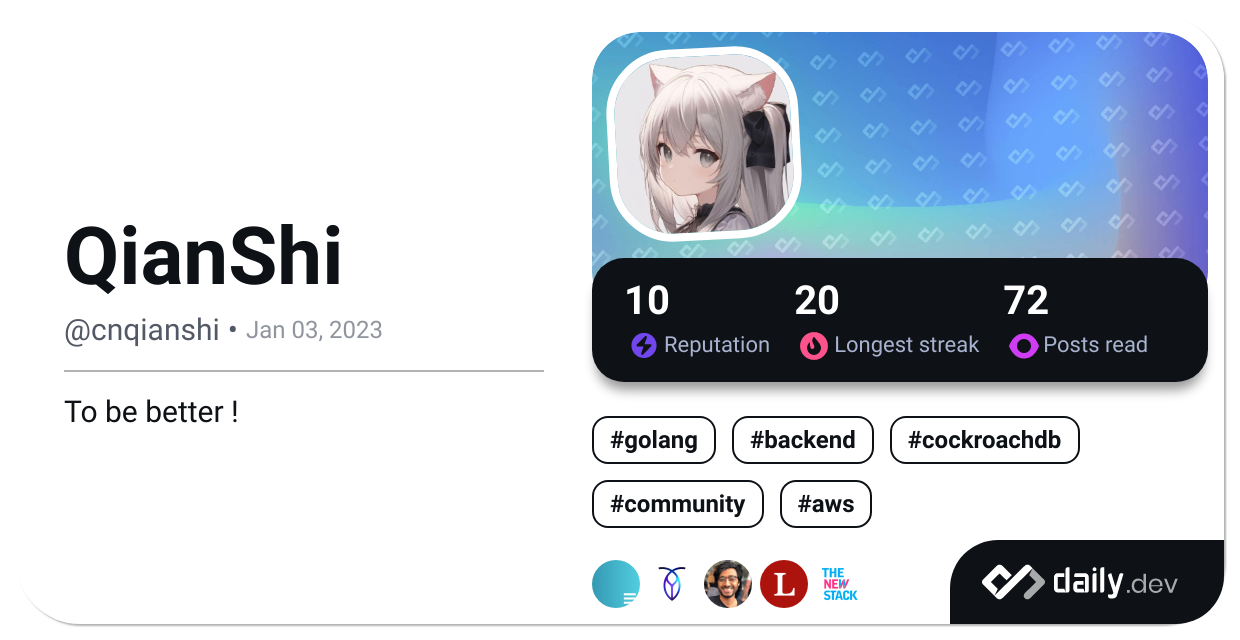 QianShi
@cnqianshi • Jan 03, 2023
To be better !
10 20 72
Reputation Longest streak Posts read
#golang #backend #cockroachdb
#community #aws
L
THE
NEW
STACK
daily.dev